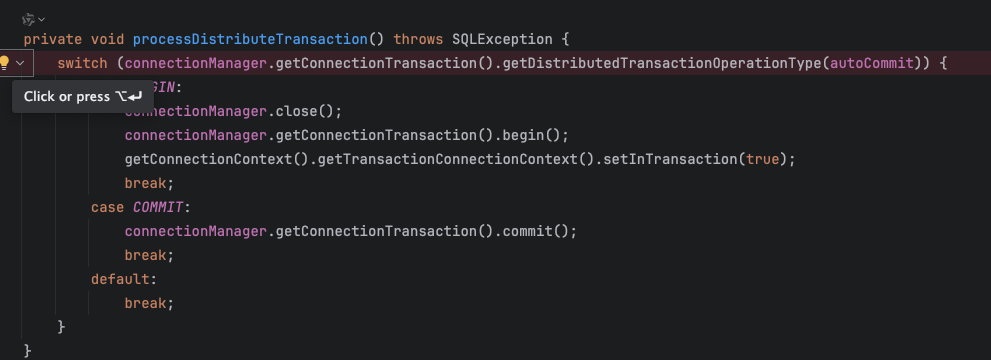 private void processDistributeTransaction() throws SQLException {
switch (connectionManager.getConnectionTransaction().getDistributedTransactionOperationType(autoCommit)) {
Click or press ⌥↵
GIN:
connectionManager.close();
connectionManager.getConnectionTransaction().begin();
getConnectionContext().getTransactionConnectionContext().setInTransaction(true);
break;
case COMMIT:
connectionManager.getConnectionTransaction().commit();
break;
default:
break;
}
}